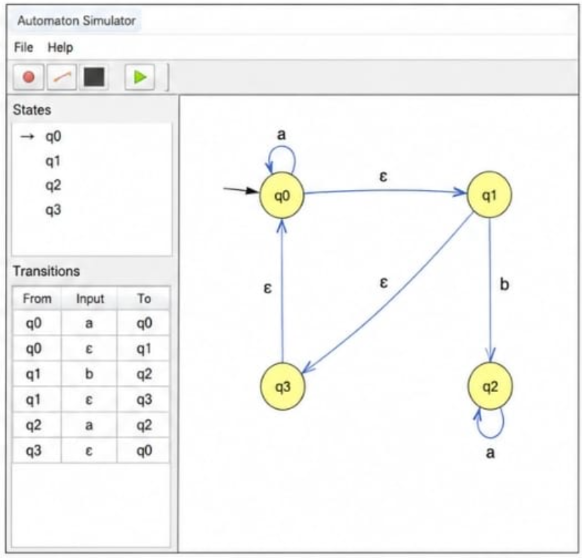 Automaton Simulator
File Help
States
→ q0
q1
q2
q3
Transitions
From Input To
q0 a q0
q0 ε q1
q1 b q2
q1 ε q3
q2 a q2
q3 ε q0
a
q0
ε
q1
ε
ε
b
q3
q2
a